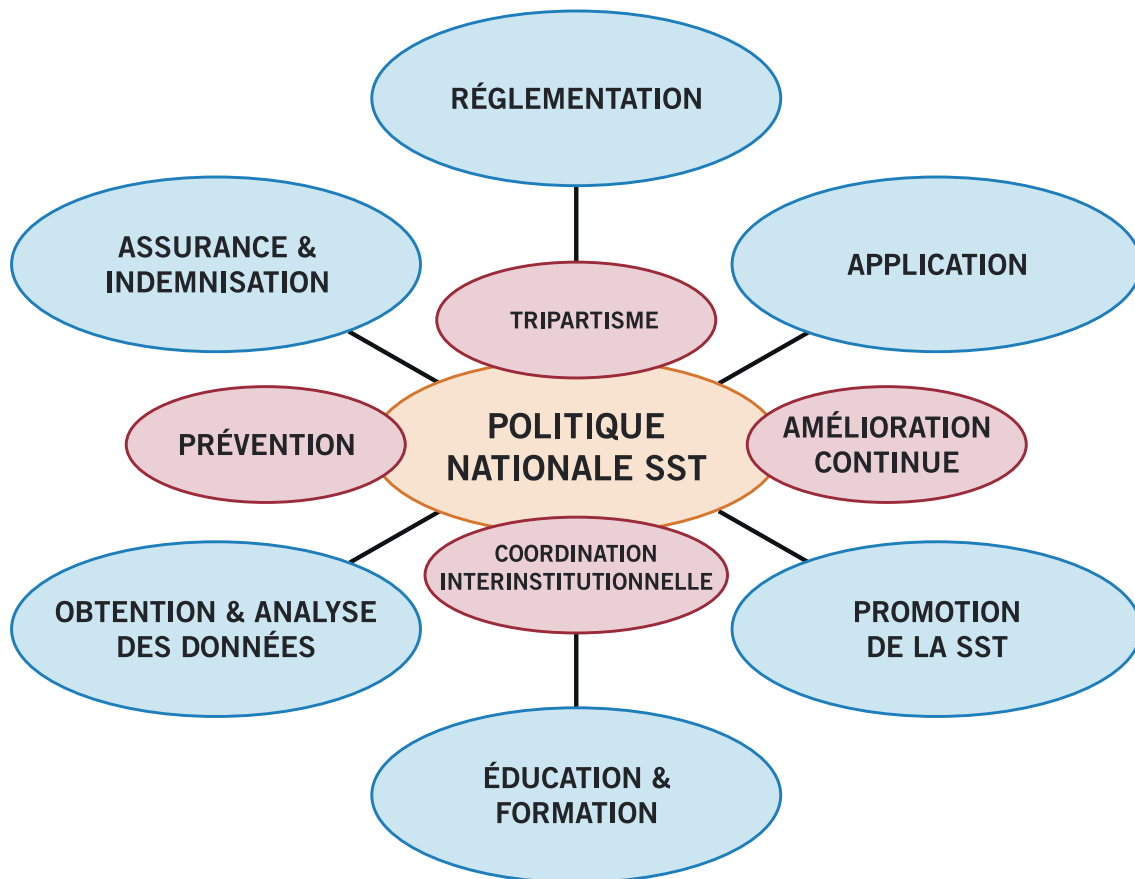 RÉGLEMENTATION
ASSURANCE &
INDEMNISATION
APPLICATION
TRIPARTISME
PRÉVENTION
POLITIQUE
NATIONALE SST
AMÉLIORATION
CONTINUE
COORDINATION
INTERINSTITUTIONNELLE
OBTENTION & ANALYSE
DES DONNÉES
PROMOTION
DE LA SST
ÉDUCATION &
FORMATION